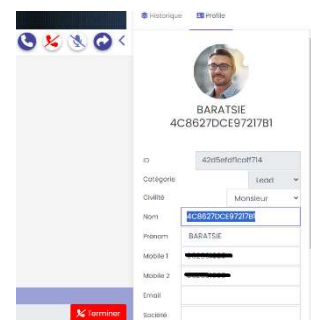 Historique Profile
BARATSIE
4C8627DCE97217B1
ID 42d5efdf1caff714
Catégorie Lead
Civilité Monsieur
Nom 4C8627DCE97217B1
Prénom BARATSIE
Mobile 1
Mobile 2
Email
Société
Terminer